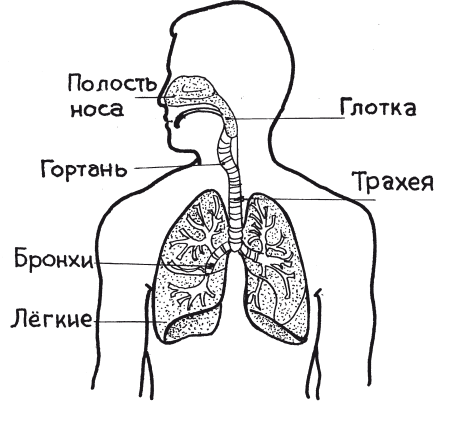 Полость
носа
Глотка
Гортань
Трахея
Бронхи
Лёгкие